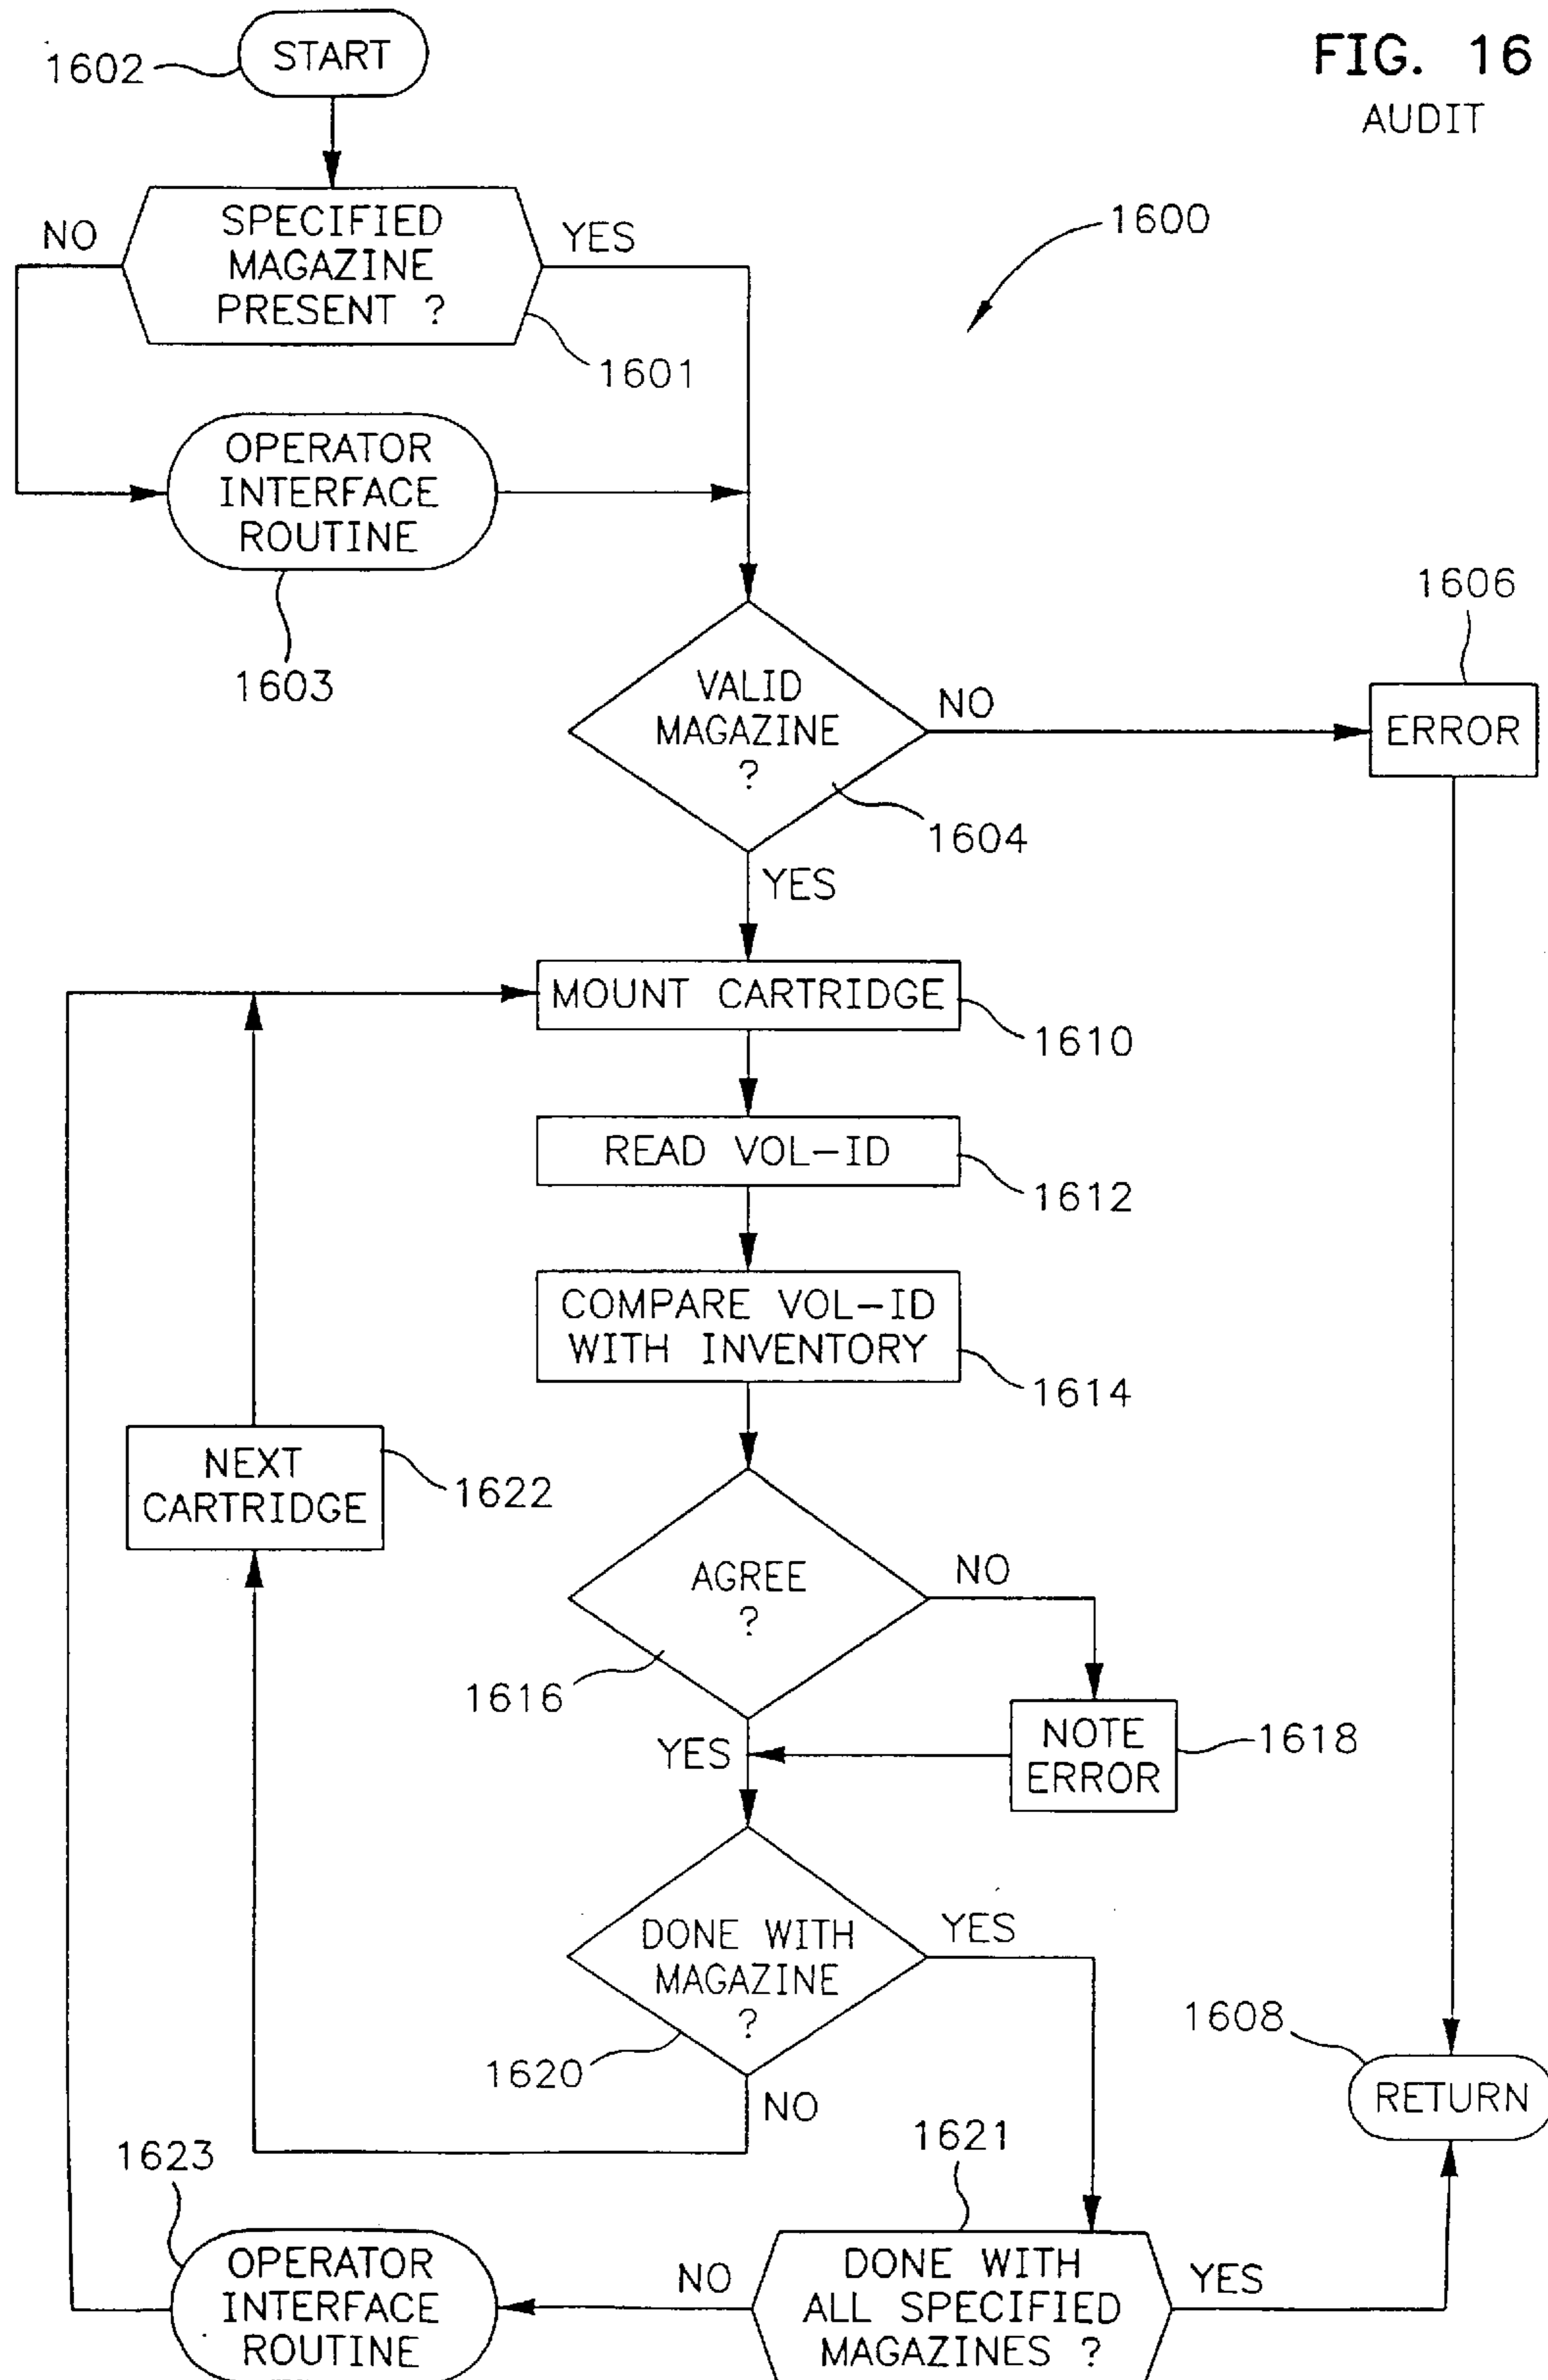 FIG. 16
AUDIT
1602
START
1600
NO
SPECIFIED
MAGAZINE
PRESENT ?
YES
1601
OPERATOR
INTERFACE
ROUTINE
1603
1606
VALID
MAGAZINE
?
NO
ERROR
1604
YES
MOUNT CARTRIDGE
1610
READ VOL-ID
1612
COMPARE VOL-ID
WITH INVENTORY
1614
NEXT
CARTRIDGE
1622
AGREE
?
NO
1616
YES
NOTE
ERROR
1618
DONE WITH
MAGAZINE
?
YES
1620
NO
1608
RETURN
1621
1623
OPERATOR
INTERFACE
ROUTINE
NO
DONE WITH
ALL SPECIFIED
MAGAZINES ?
YES